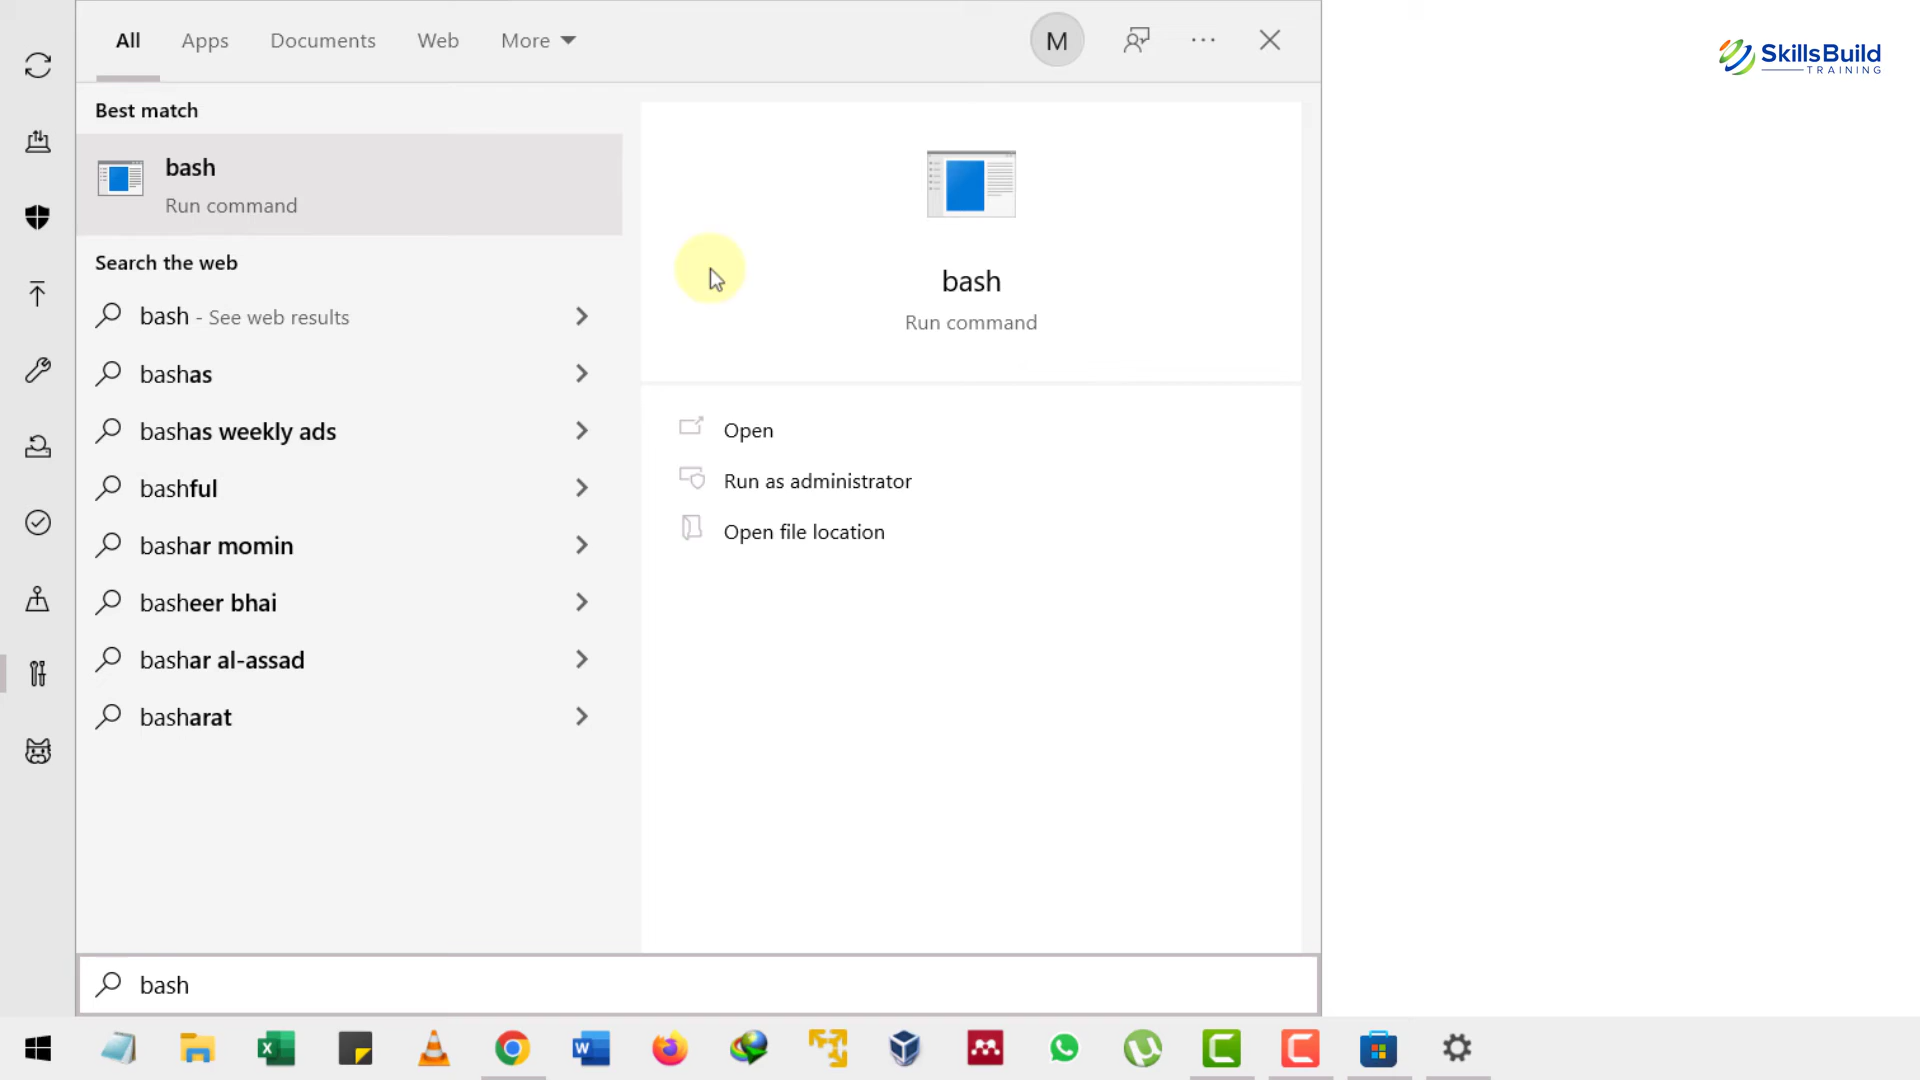 All Apps Documents Web More M
SkillsBuild
TRAINING
Best match
bash
Run command
Search the web
bash - See web results
bashas
bashas weekly ads
bashful
bashar momin
basheer bhai
bashar al-assad
basharat
bash
Run command
Open
Run as administrator
Open file location
bash